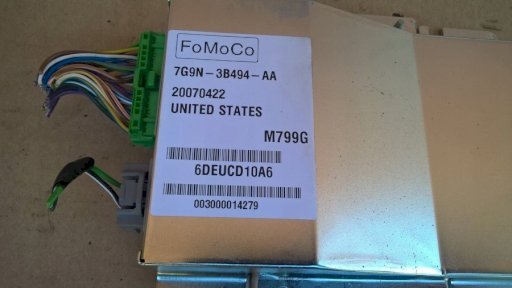 FoMoCo
7G9N-3B494-AA
20070422
UNITED STATES
M799G
6DEUCD10A6
003000014279